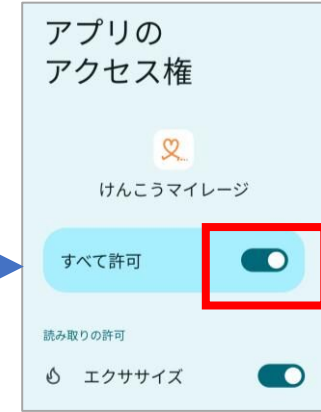 アプリの
アクセス権
けんこうマイレージ
すべて許可
読み取りの許可
エクササイズ